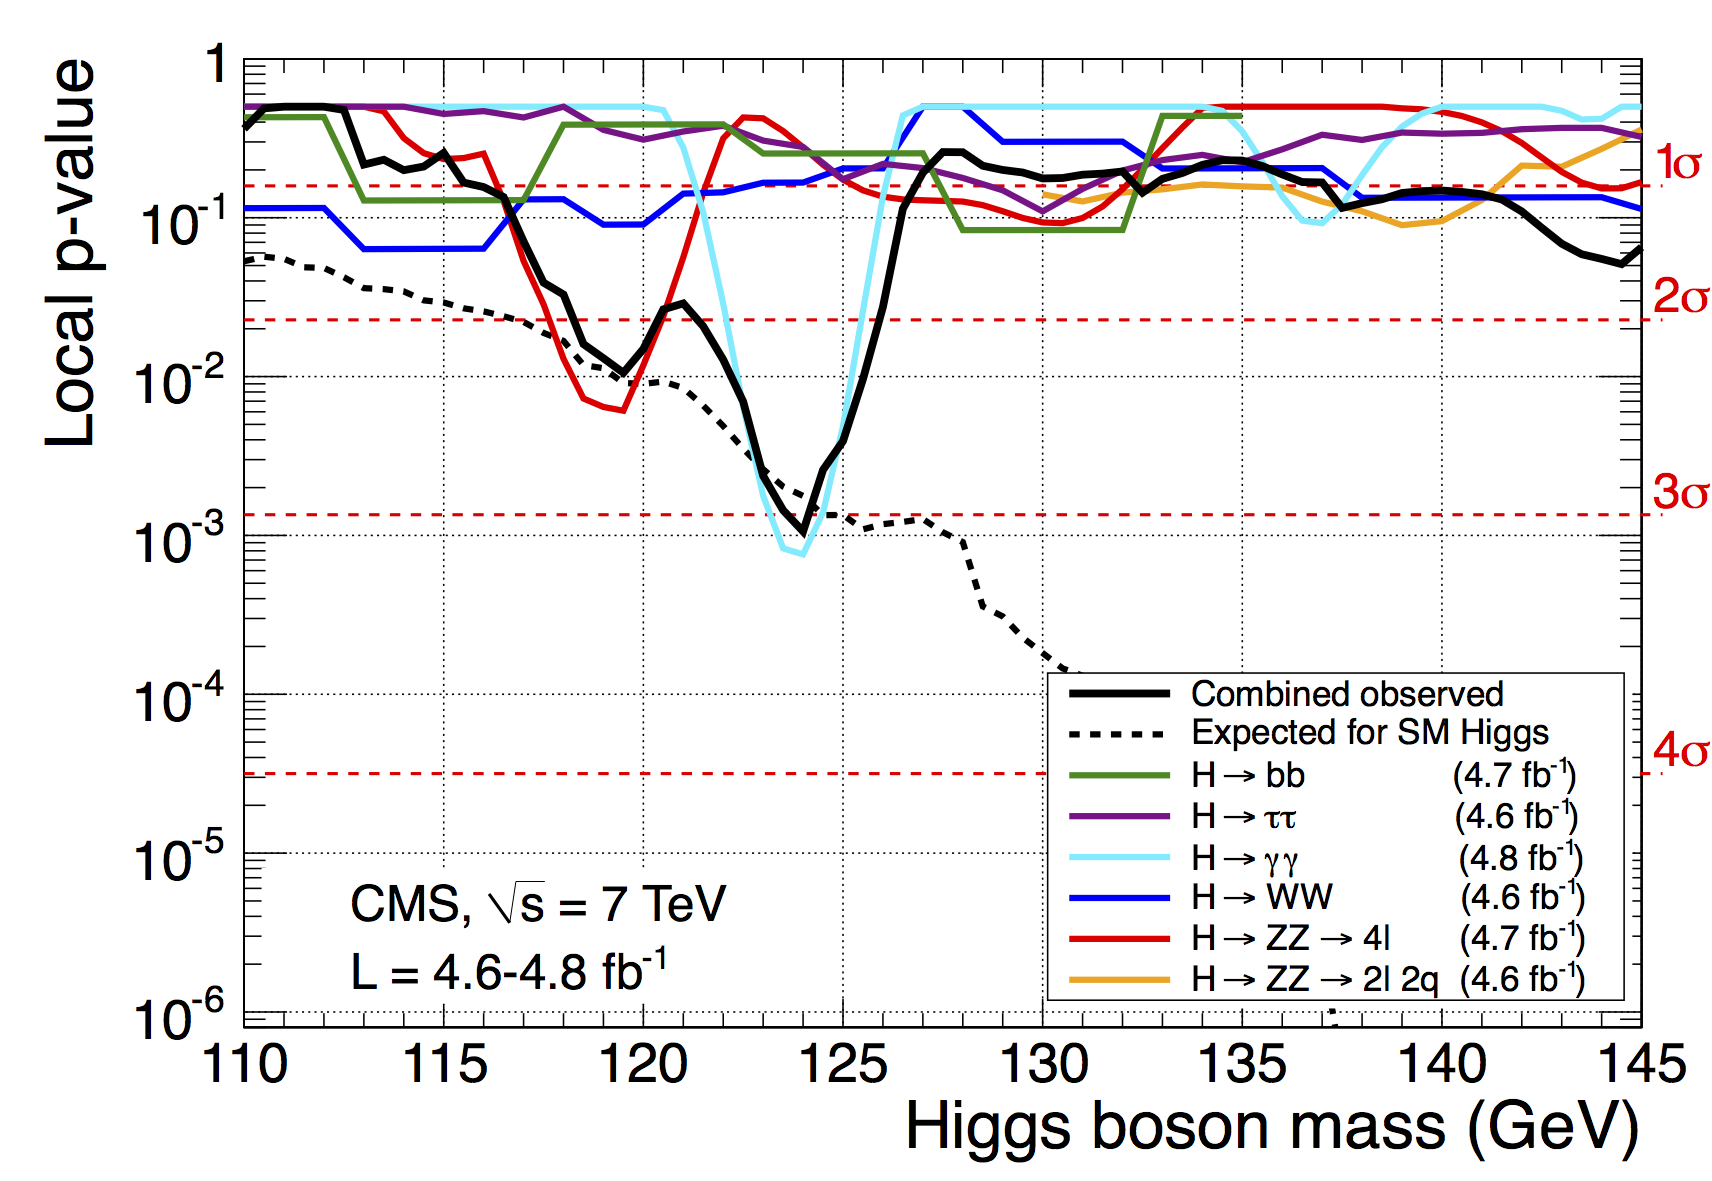 Local p-value
1
10-1
10-2
10-3
10-4
10-5
10-6
1σ
2σ
3σ
4σ
Combined observed
Expected for SM Higgs
H→ bb (4.7 fb-1)
H→ ττ (4.6 fb-1)
H→ γγ (4.8 fb-1)
H→ WW (4.6 fb-1)
H→ ZZ → 4l (4.7 fb-1)
H→ ZZ → 2l 2q (4.6 fb-1)
CMS, √s = 7 TeV
L = 4.6-4.8 fb-1
110 115 120 125 130 135 140 145
Higgs boson mass (GeV)